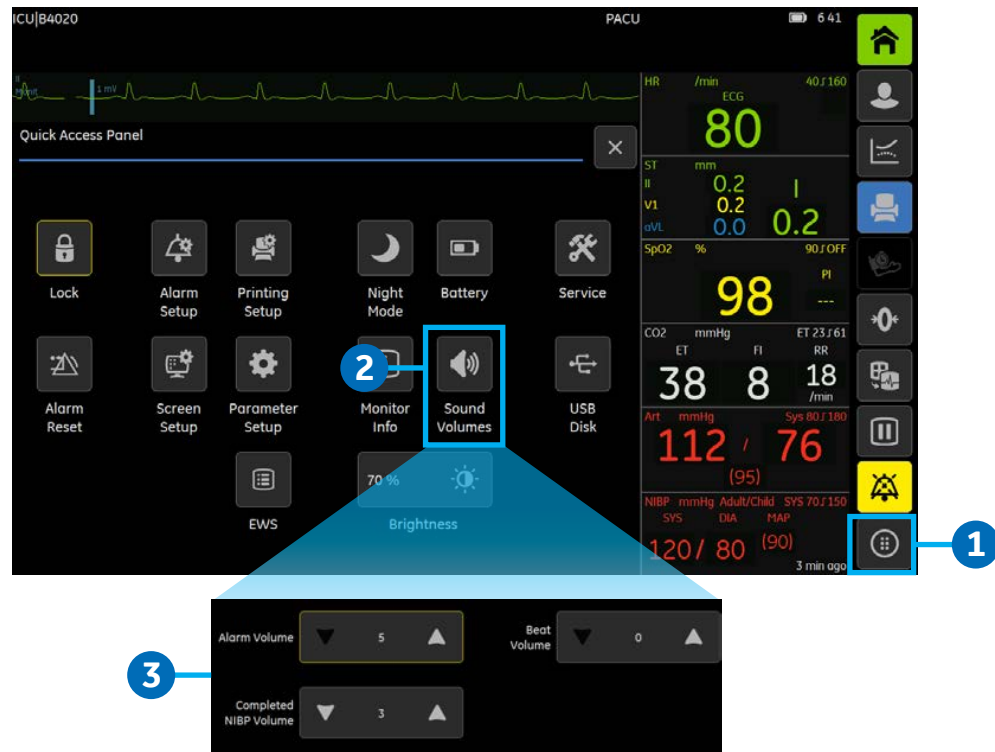 ICU|B4020 PACU 6 41
II
1 mV
HR /min 40 160
ECG
80
Quick Access Panel
ST mm
II 0.2 I
V1 0.2 0.2
aVL 0.0
SpO2 % 90 OFF
PI
98 ---
Lock
Alarm
Setup
Printing
Setup
Night
Mode
Battery
Service
CO2 mmHg ET 23 61
ET FI RR
38 8 18
/min
2
Alarm
Reset
Screen
Setup
Parameter
Setup
Monitor
Info
Sound
Volumes
USB
Disk
Art mmHg Sys 80 180
112 / 76
(95)
70 %
EWS
Brightness
NIBP mmHg Adult/Child SYS 70 150
SYS DIA MAP
120/ 80 (90)
3 min ago
1
3
Alarm Volume 5
Beat
Volume 0
Completed
NIBP Volume 3